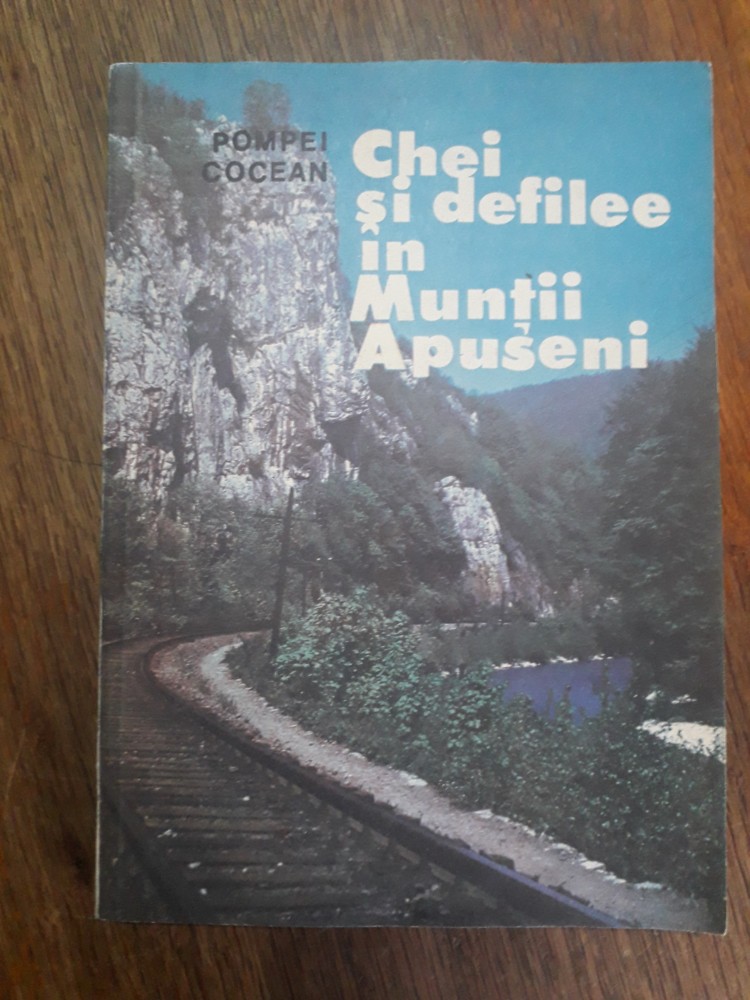 POMPEI
COCEAN
Chei
și defilee
în
Munții
Apuseni